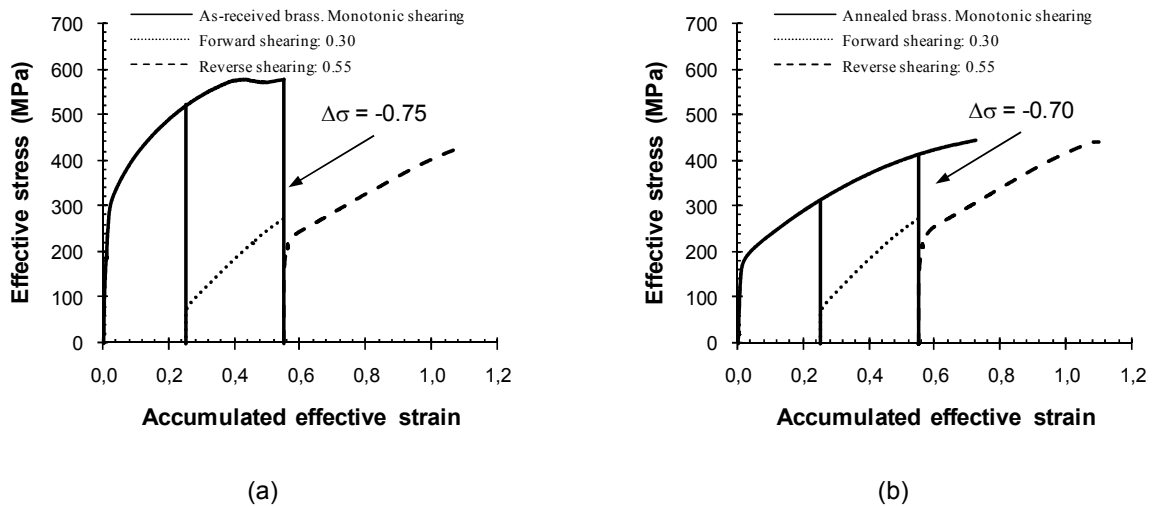 As-received brass. Monotonic shearing
Forward shearing: 0.30
Reverse shearing: 0.55
Effective stress (MPa)
700
600
500
400
300
200
100
0
Δσ = -0.75
0,0 0,2 0,4 0,6 0,8 1,0 1,2
Accumulated effective strain
(a)
Annealed brass. Monotonic shearing
Forward shearing: 0.30
Reverse shearing: 0.55
Effective stress (MPa)
700
600
500
400
300
200
100
0
Δσ = -0.70
0,0 0,2 0,4 0,6 0,8 1,0 1,2
Accumulated effective strain
(b)